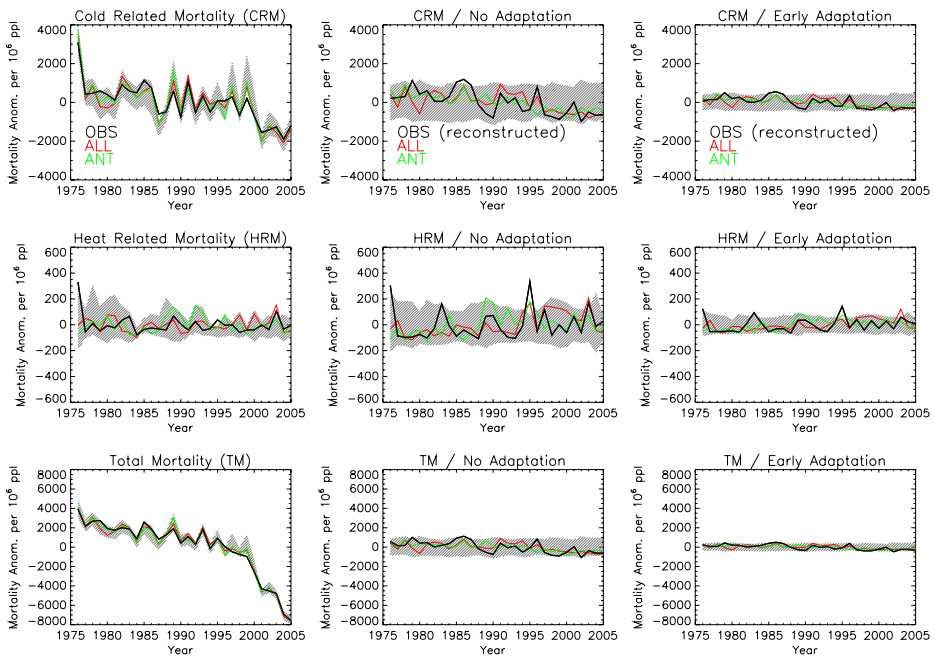 Cold Related Mortality (CRM)
Mortality Anom. per 10⁶ ppl
4000
2000
0
−2000
−4000
OBS
ALL
ANT
1975 1980 1985 1990 1995 2000 2005
Year
CRM / No Adaptation
Mortality Anom. per 10⁶ ppl
4000
2000
0
−2000
−4000
OBS (reconstructed)
ALL
ANT
1975 1980 1985 1990 1995 2000 2005
Year
CRM / Early Adaptation
Mortality Anom. per 10⁶ ppl
4000
2000
0
−2000
−4000
OBS (reconstructed)
ALL
ANT
1975 1980 1985 1990 1995 2000 2005
Year
Heat Related Mortality (HRM)
Mortality Anom. per 10⁶ ppl
600
400
200
0
−200
−400
−600
1975 1980 1985 1990 1995 2000 2005
Year
HRM / No Adaptation
Mortality Anom. per 10⁶ ppl
600
400
200
0
−200
−400
−600
1975 1980 1985 1990 1995 2000 2005
Year
HRM / Early Adaptation
Mortality Anom. per 10⁶ ppl
600
400
200
0
−200
−400
−600
1975 1980 1985 1990 1995 2000 2005
Year
Total Mortality (TM)
Mortality Anom. per 10⁶ ppl
8000
6000
4000
2000
0
−2000
−4000
−6000
−8000
1975 1980 1985 1990 1995 2000 2005
Year
TM / No Adaptation
Mortality Anom. per 10⁶ ppl
8000
6000
4000
2000
0
−2000
−4000
−6000
−8000
1975 1980 1985 1990 1995 2000 2005
Year
TM / Early Adaptation
Mortality Anom. per 10⁶ ppl
8000
6000
4000
2000
0
−2000
−4000
−6000
−8000
1975 1980 1985 1990 1995 2000 2005
Year